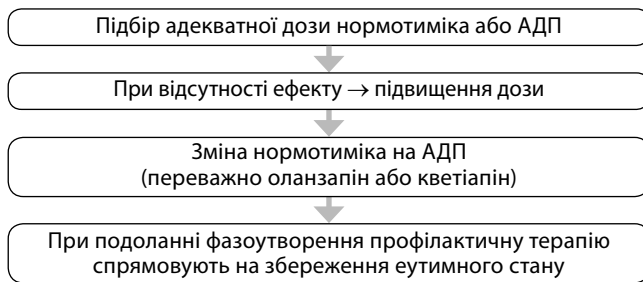 Підбір адекватної дози нормотиміка або АДП
При відсутності ефекту → підвищення дози
Зміна нормотиміка на АДП
(переважно оланзапін або кветіапін)
При подоланні фазоутворення профілактичну терапію
спрямовують на збереження еутимного стану